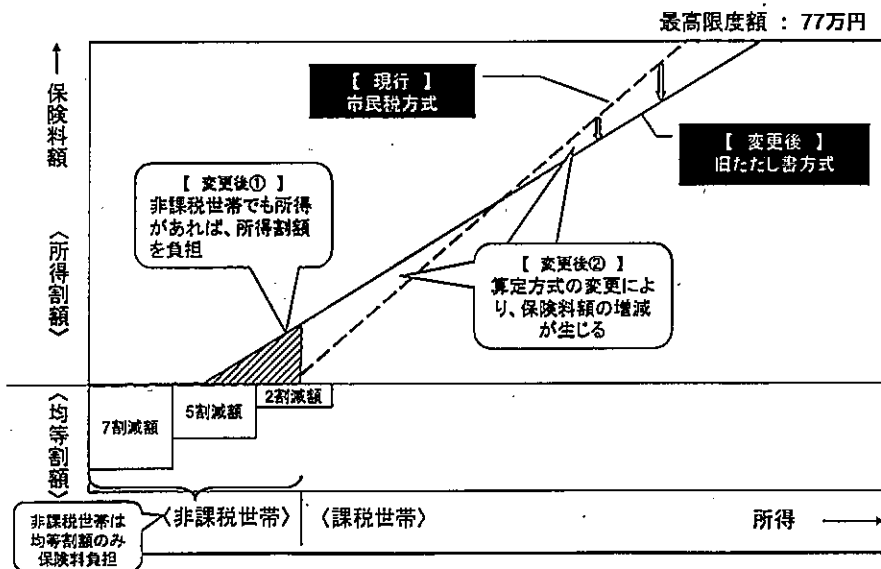 最高限度額 : 77万円
↑
保険料額
〈所得割額〉
〈均等割額〉
【 現行 】
市民税方式
【 変更後 】
旧ただし書方式
【 変更後① 】
非課税世帯でも所得
があれば、所得割額
を負担
【 変更後② 】
算定方式の変更によ
り、保険料額の増減
が生じる
7割減額
5割減額
2割減額
〈非課税世帯〉
〈課税世帯〉
所得 →
非課税世帯は
均等割額のみ
保険料負担